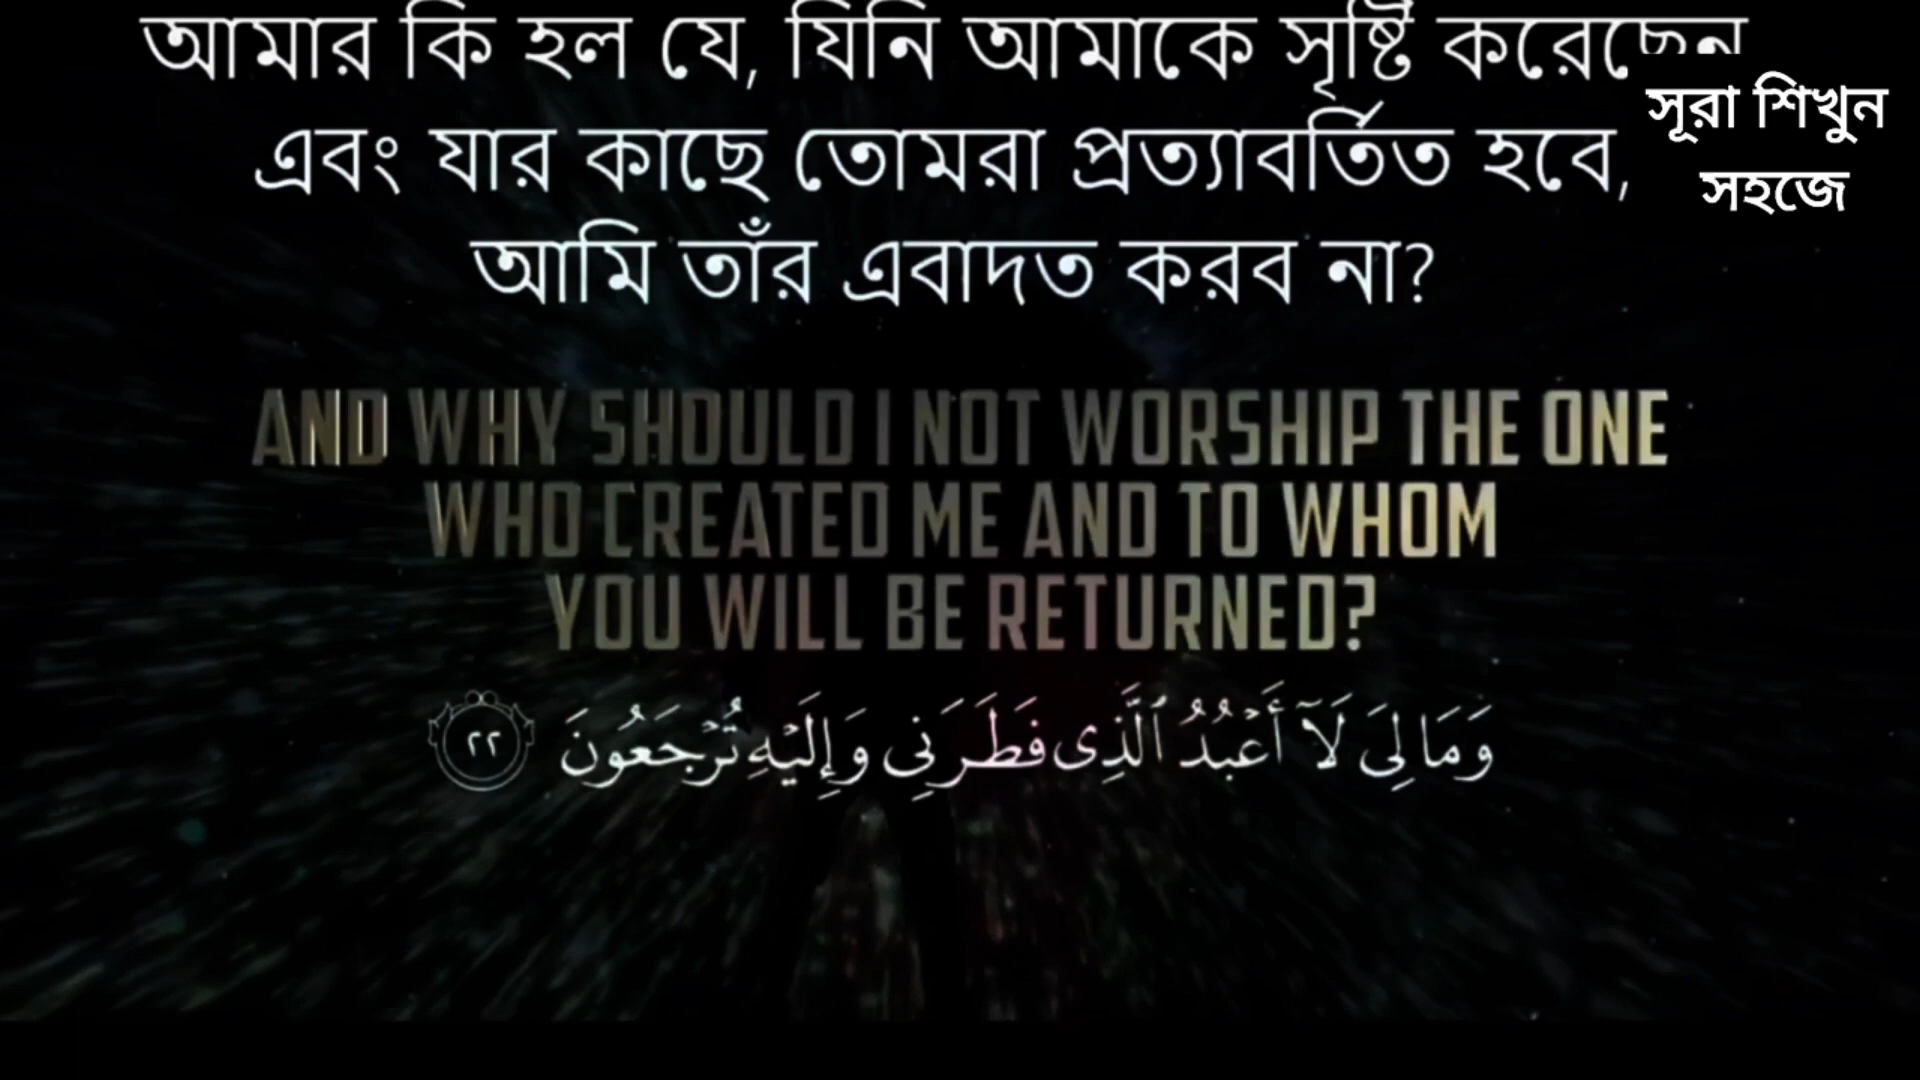 আমার কি হল যে, যিনি আমাকে সৃষ্টি করেছেন
এবং যার কাছে তোমরা প্রত্যাবর্তিত হবে,
আমি তাঁর এবাদত করব না?
সূরা শিখুন
সহজে
AND WHY SHOULD I NOT WORSHIP THE ONE
WHO CREATED ME AND TO WHOM
YOU WILL BE RETURNED?
وَمَا لِىَ لَآ أَعْبُدُ ٱلَّذِى فَطَرَنِى وَإِلَيْهِ تُرْجَعُونَ ٢٢